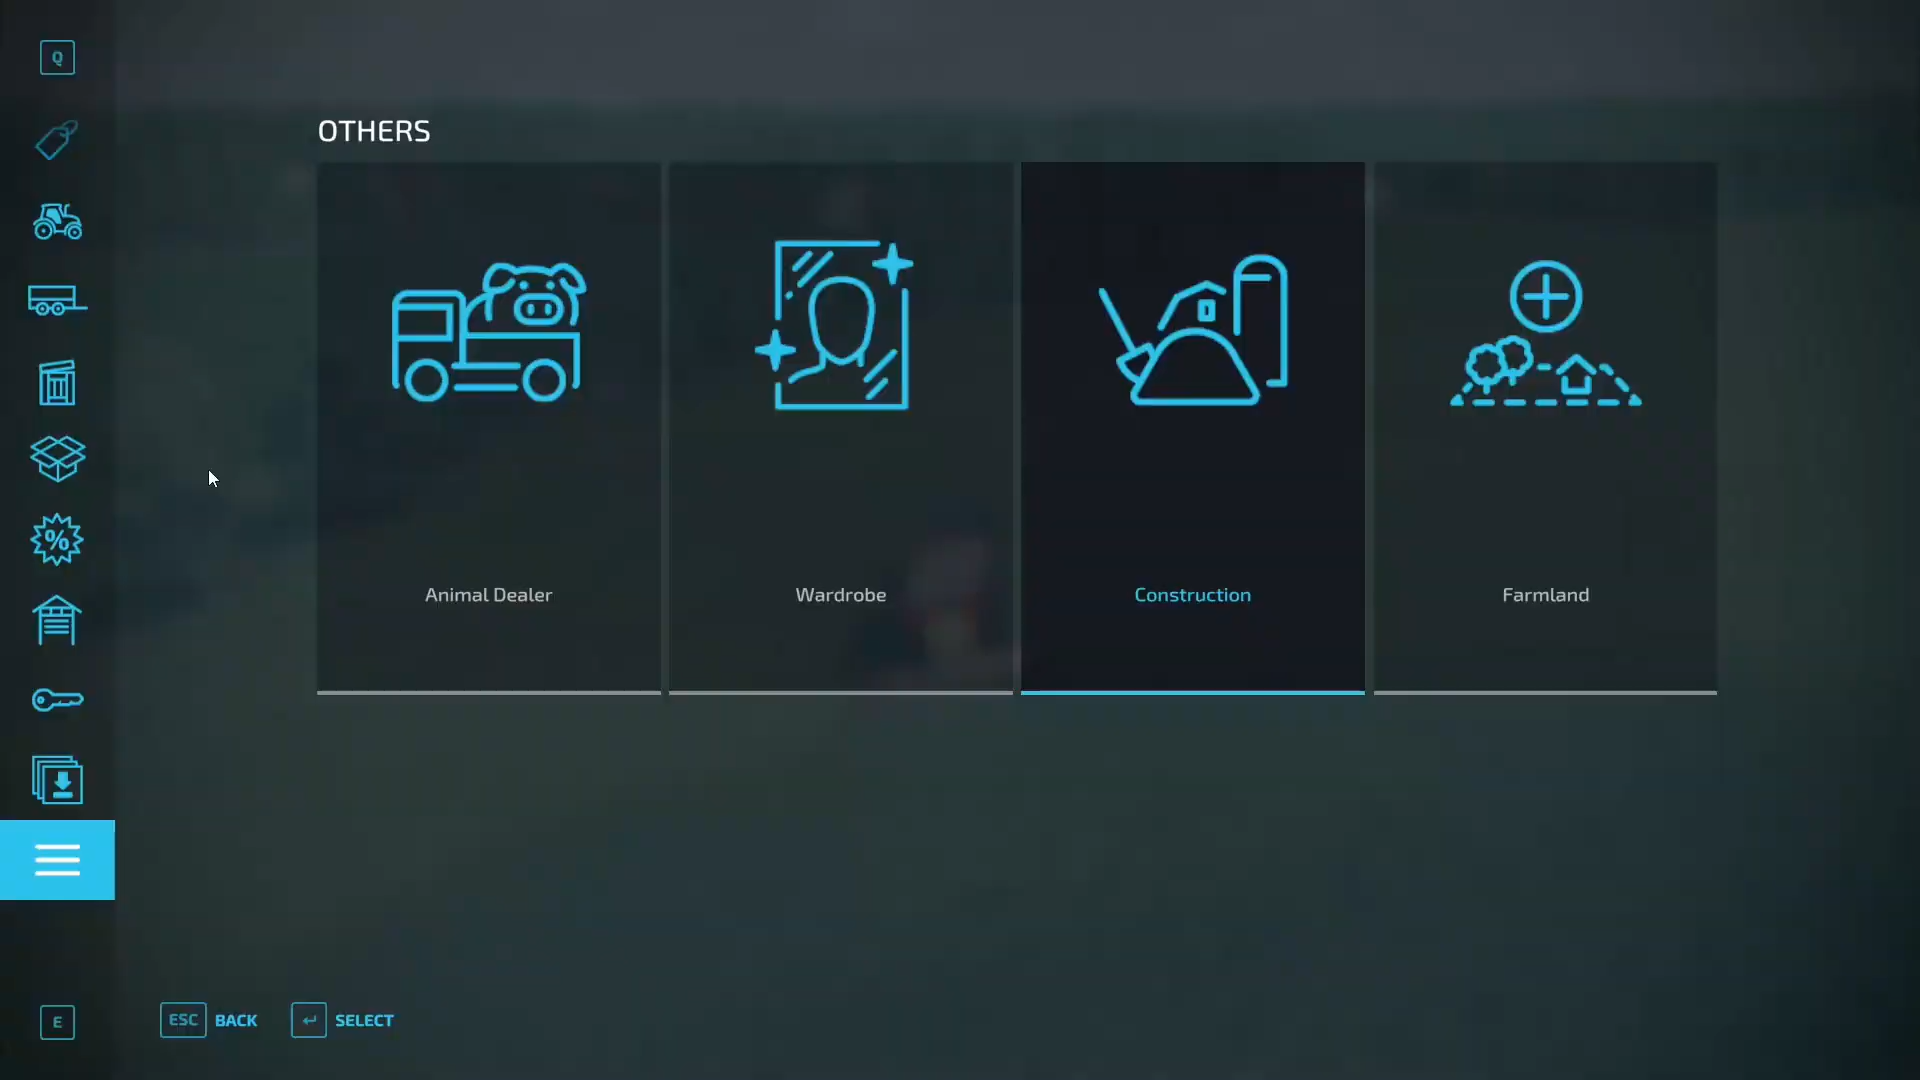 Q
OTHERS
%
Animal Dealer
Wardrobe
Construction
Farmland
E
ESC BACK
SELECT